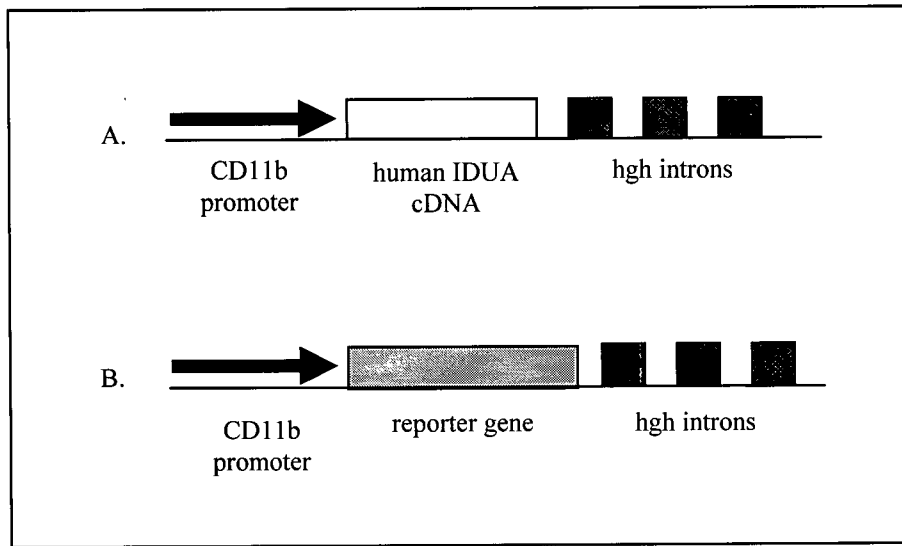 A.
CD11b
promoter
human IDUA
cDNA
hgh introns
B.
CD11b
promoter
reporter gene
hgh introns